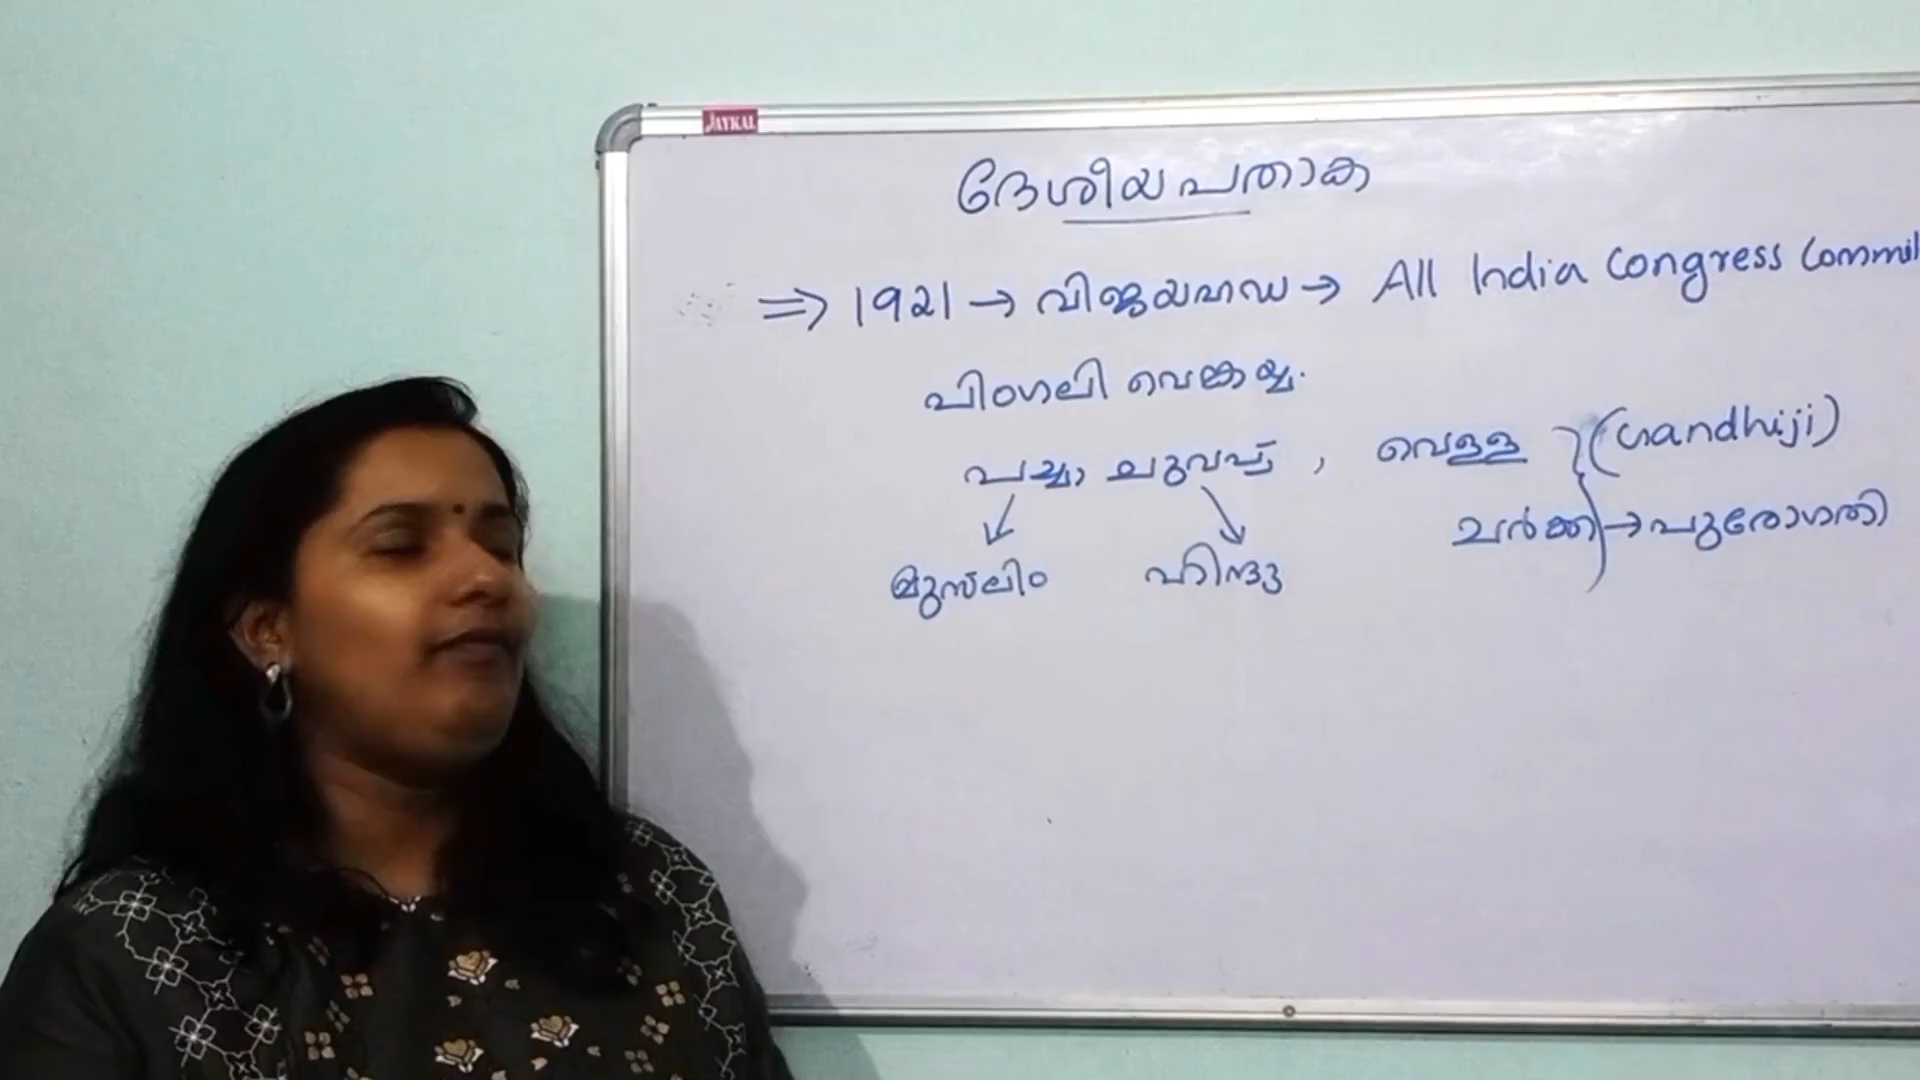 JAYKAL
ദേശീയപതാക
⇒ 1921 → വിജയവാഡ → All India Congress Commit
പിംഗലി വെങ്കയ്യ.
പച്ച, ചുവപ്പ്, വെള്ള } (Gandhiji)
ചർക്ക → പുരോഗതി
മുസ്ലിം ഹിന്ദു